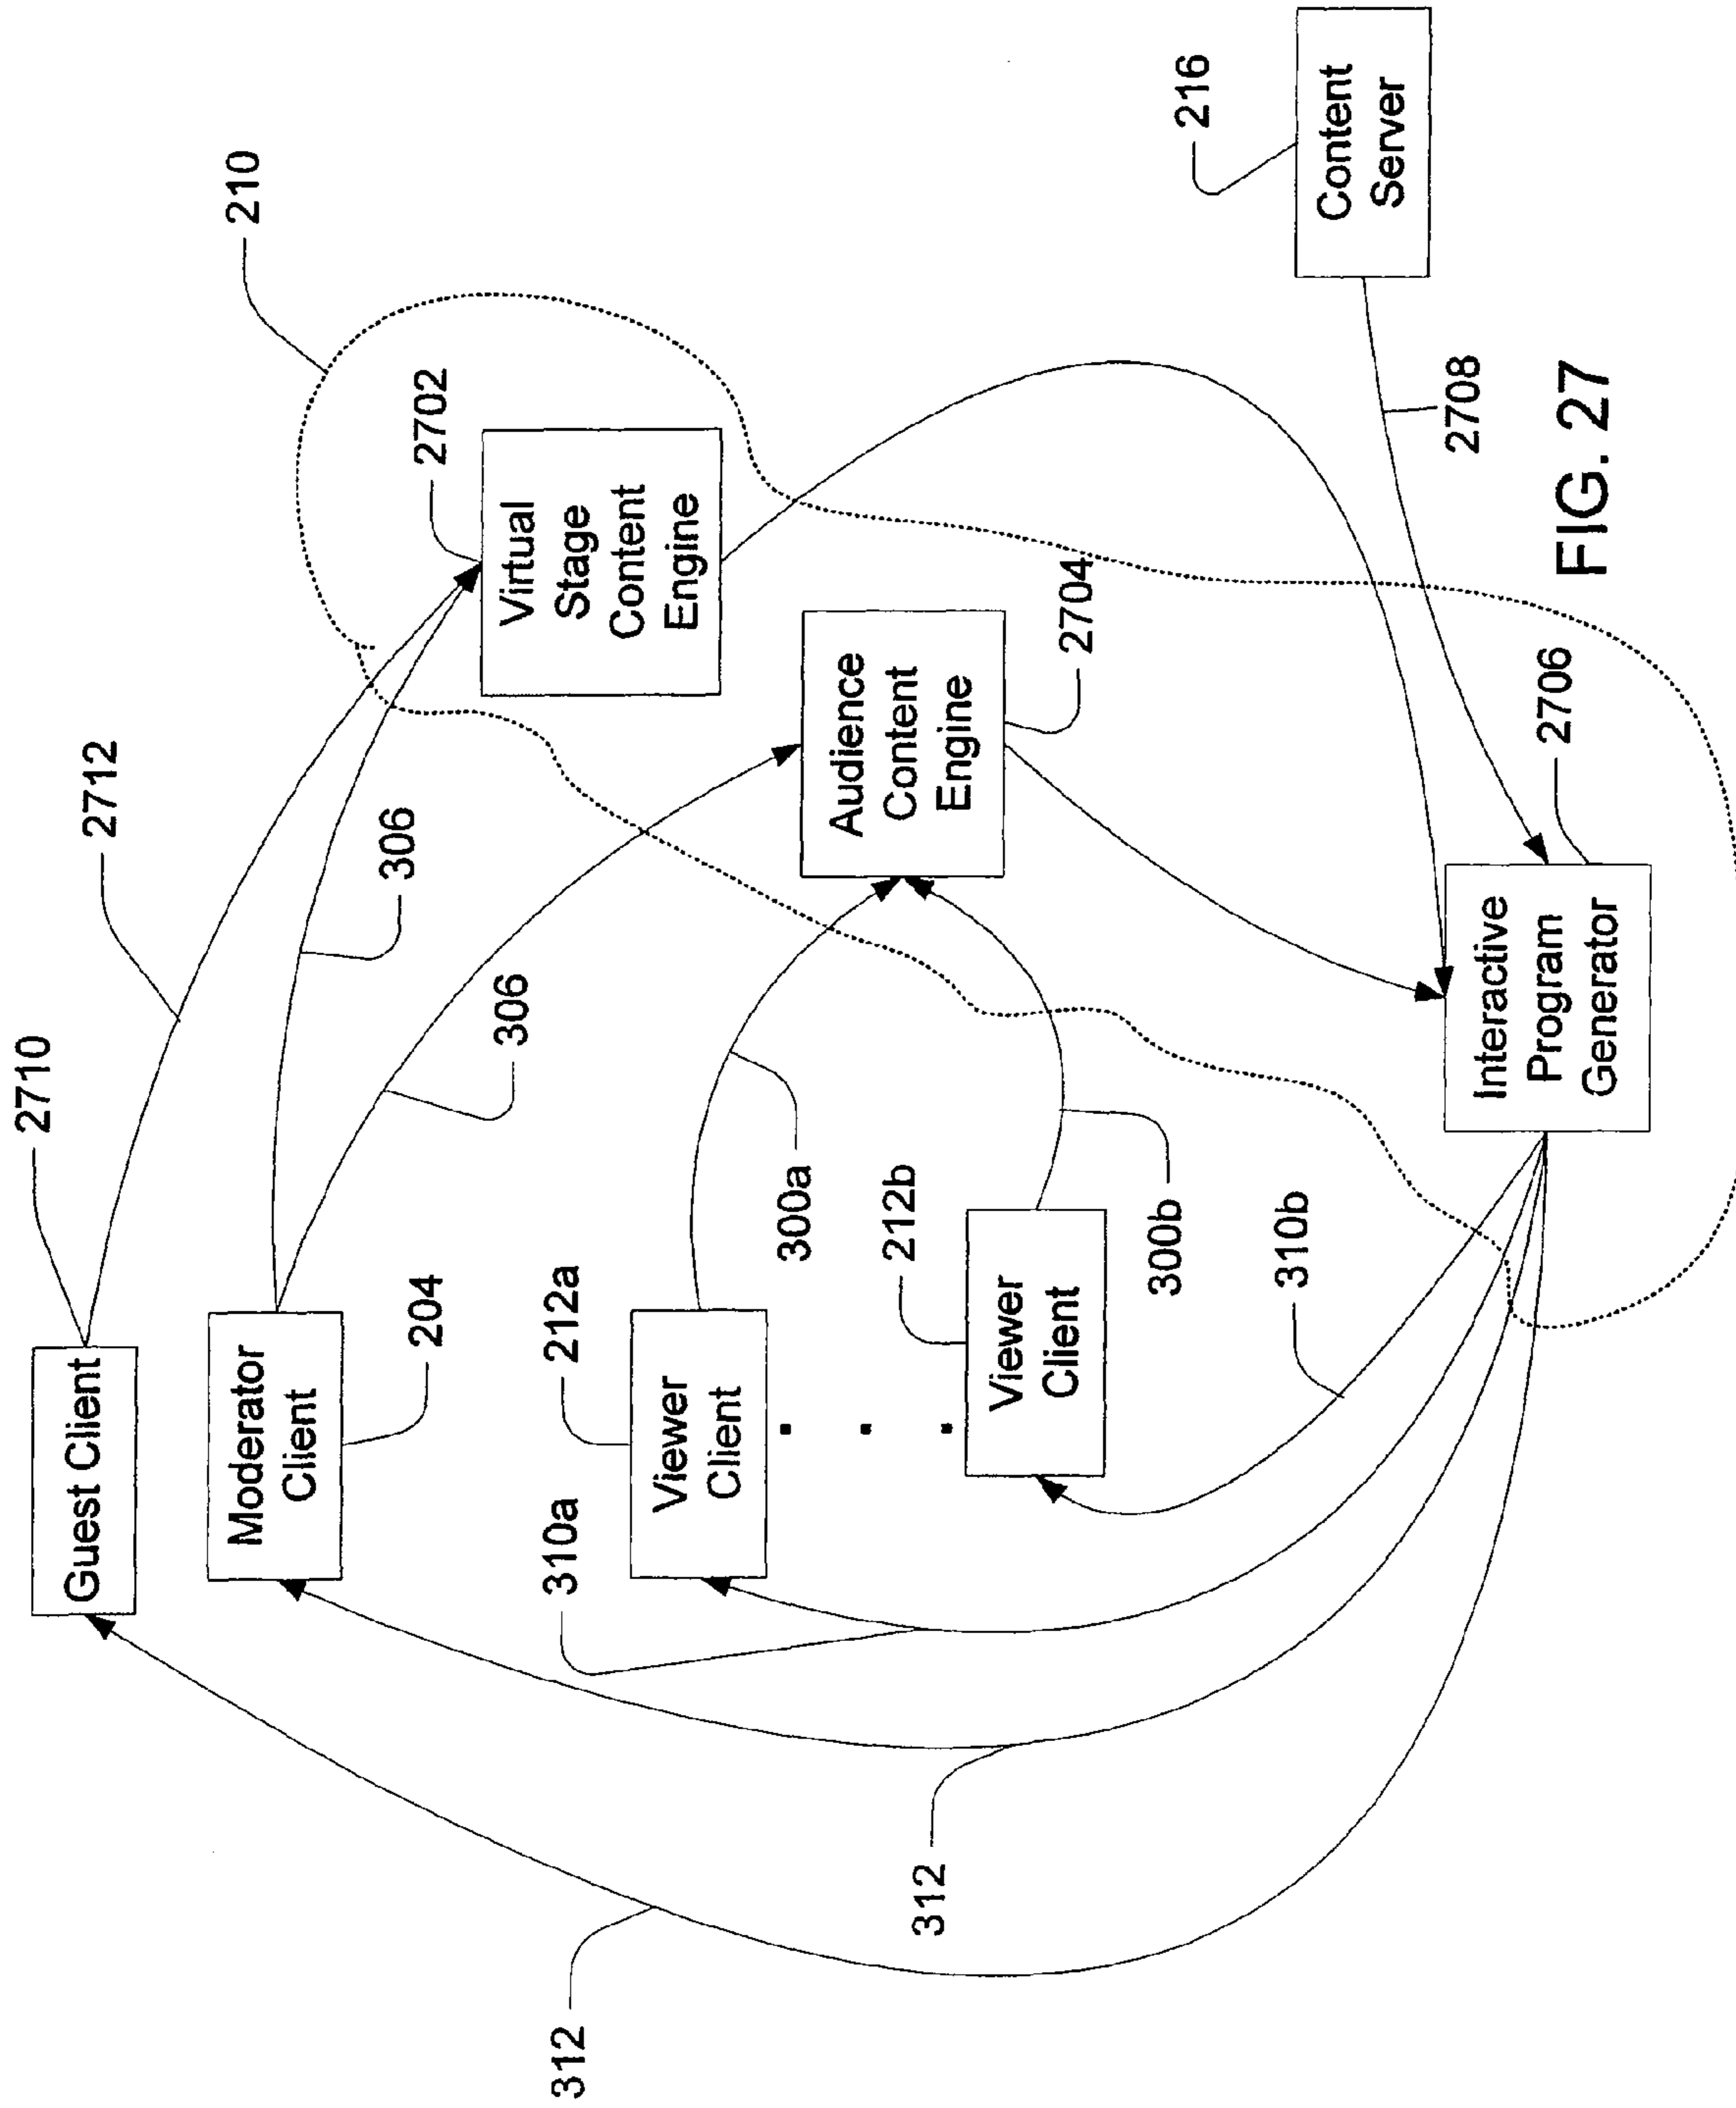 2710
Guest Client
2712
312
Moderator
Client
204
306
306
210
2702
Virtual
Stage
Content
Engine
310a
212a
Viewer
Client
300a
Audience
Content
Engine
2704
312
212b
Viewer
Client
300b
310b
216
Content
Server
2708
Interactive
Program
Generator
2706
FIG. 27